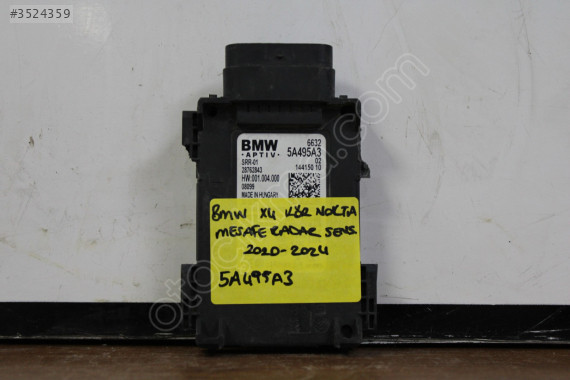 #3524359
BMW 6632
• APTIV • 5A495A3
SRR-01 02
28762843 144150 10
HW:001.004.000
08099
MADE IN HUNGARY
BMW X4 KÖR NOKTA
MESAFE RADAR SENS.
2020-2024
5A495A3